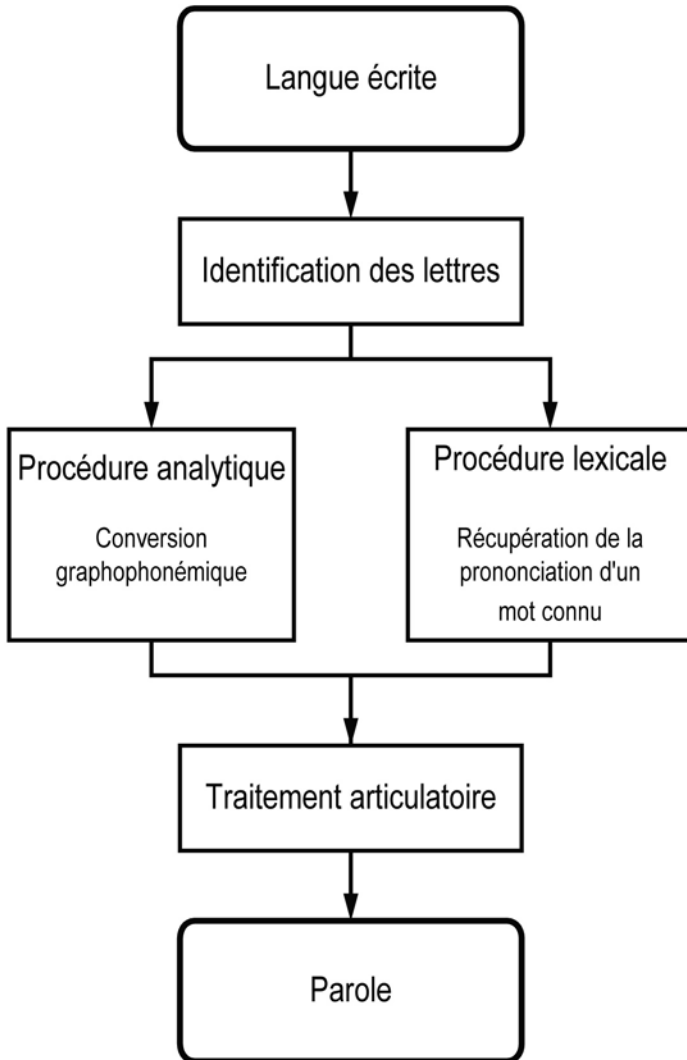 Langue écrite
Identification des lettres
Procédure analytique
Conversion
graphophonémique
Procédure lexicale
Récupération de la
prononciation d'un
mot connu
Traitement articulatoire
Parole